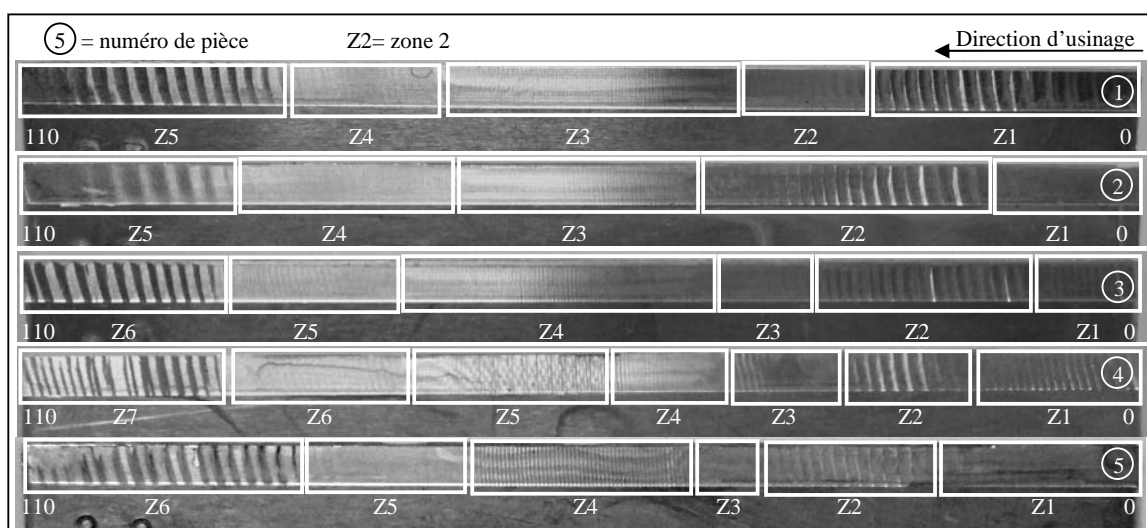 5 = numéro de pièce Z2= zone 2 Direction d’usinage
1
110 Z5 Z4 Z3 Z2 Z1 0
2
110 Z5 Z4 Z3 Z2 Z1 0
3
110 Z6 Z5 Z4 Z3 Z2 Z1 0
4
110 Z7 Z6 Z5 Z4 Z3 Z2 Z1 0
5
110 Z6 Z5 Z4 Z3 Z2 Z1 0